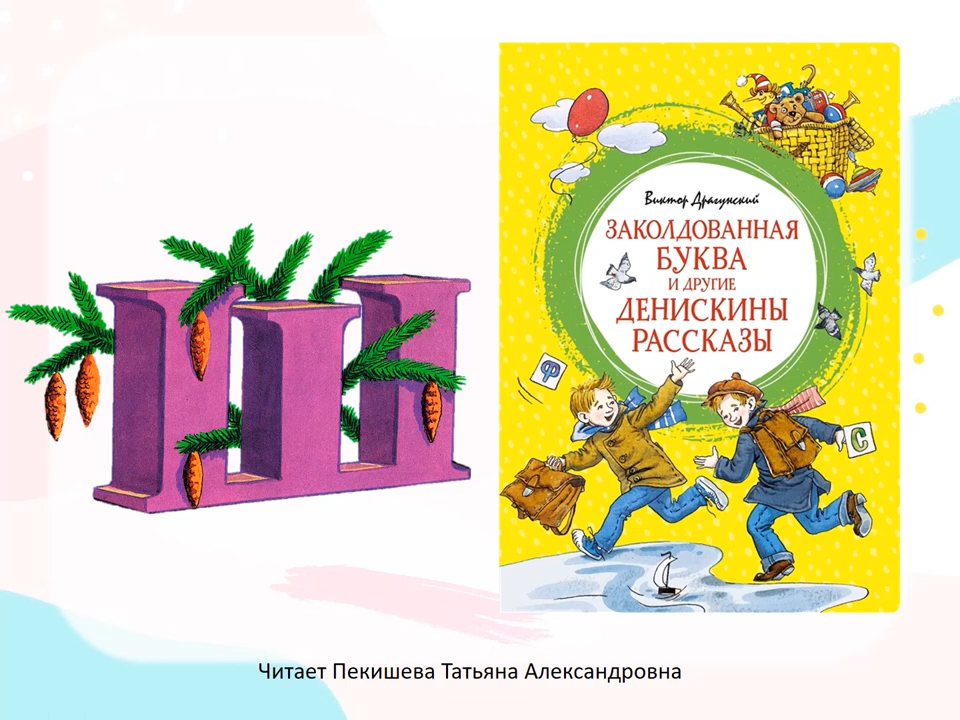 Ш
Виктор Драгунский
ЗАКОЛДОВАННАЯ
БУКВА
И ДРУГИЕ
ДЕНИСКИНЫ
РАССКАЗЫ
Ф
С
Читает Пекишева Татьяна Александровна